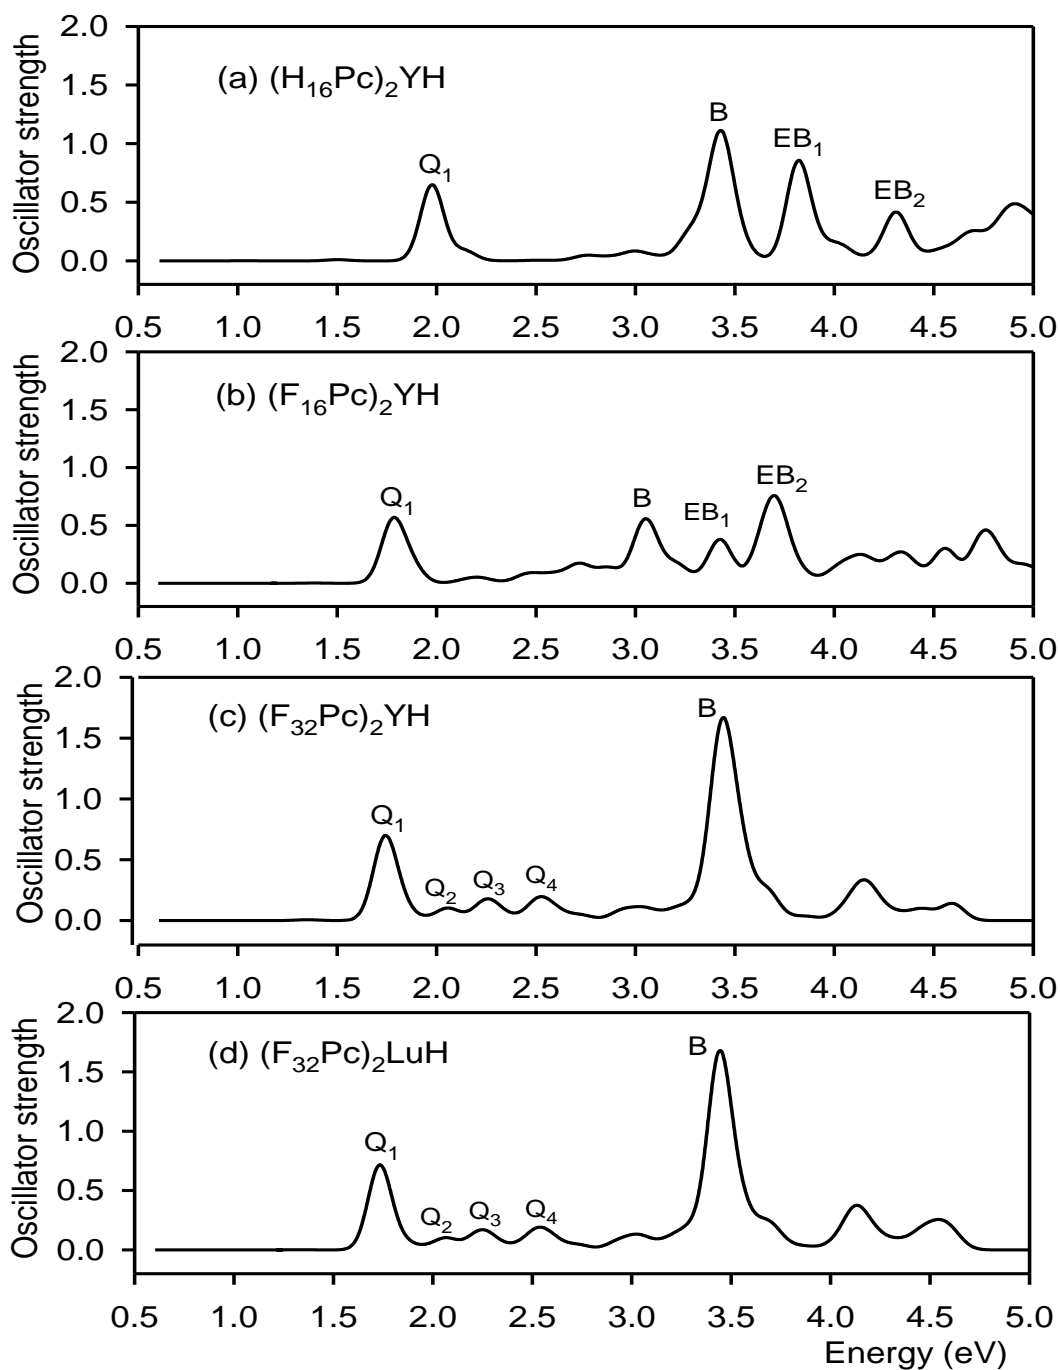 2.0
1.5
1.0
0.5
0.0
Oscillator strength
(a) (H₁₆Pc)₂YH
Q₁
B
EB₁
EB₂
0.5 1.0 1.5 2.0 2.5 3.0 3.5 4.0 4.5 5.0
2.0
1.5
1.0
0.5
0.0
Oscillator strength
(b) (F₁₆Pc)₂YH
Q₁
B
EB₁
EB₂
0.5 1.0 1.5 2.0 2.5 3.0 3.5 4.0 4.5 5.0
2.0
1.5
1.0
0.5
0.0
Oscillator strength
(c) (F₃₂Pc)₂YH
Q₁
Q₂
Q₃
Q₄
B
0.5 1.0 1.5 2.0 2.5 3.0 3.5 4.0 4.5 5.0
2.0
1.5
1.0
0.5
0.0
Oscillator strength
(d) (F₃₂Pc)₂LuH
Q₁
Q₂
Q₃
Q₄
B
0.5 1.0 1.5 2.0 2.5 3.0 3.5 4.0 4.5 5.0
Energy (eV)